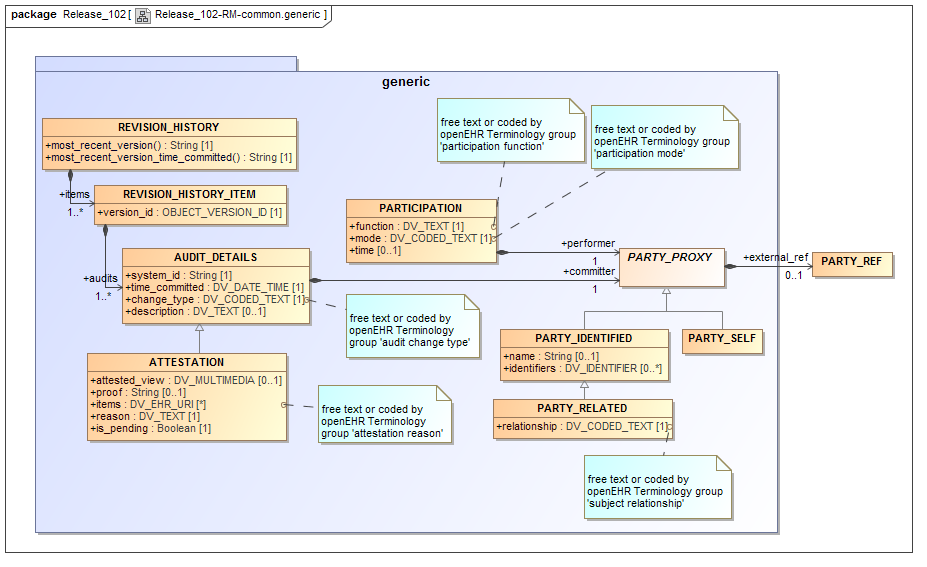 package Release_102 [ Release_102-RM-common.generic ]
generic
REVISION_HISTORY
+most_recent_version() : String [1]
+most_recent_version_time_committed() : String [1]
+items
1..*
REVISION_HISTORY_ITEM
+version_id : OBJECT_VERSION_ID [1]
+audits
1..*
AUDIT_DETAILS
+system_id : String [1]
+time_committed : DV_DATE_TIME [1]
+change_type : DV_CODED_TEXT [1]
+description : DV_TEXT [0..1]
ATTESTATION
+attested_view : DV_MULTIMEDIA [0..1]
+proof : String [0..1]
+items : DV_EHR_URI [*]
+reason : DV_TEXT [1]
+is_pending : Boolean [1]
free text or coded by
openEHR Terminology group
'participation function'
free text or coded by
openEHR Terminology group
'participation mode'
PARTICIPATION
+function : DV_TEXT [1]
+mode : DV_CODED_TEXT [1]
+time [0..1]
+performer
1
+committer
1
PARTY_PROXY
+external_ref
0..1
PARTY_REF
free text or coded by
openEHR Terminology
group 'audit change type'
free text or coded by
openEHR Terminology
group 'attestation reason'
PARTY_IDENTIFIED
+name : String [0..1]
+identifiers : DV_IDENTIFIER [0..*]
PARTY_SELF
PARTY_RELATED
+relationship : DV_CODED_TEXT [1]
free text or coded by
openEHR Terminology group
'subject relationship'